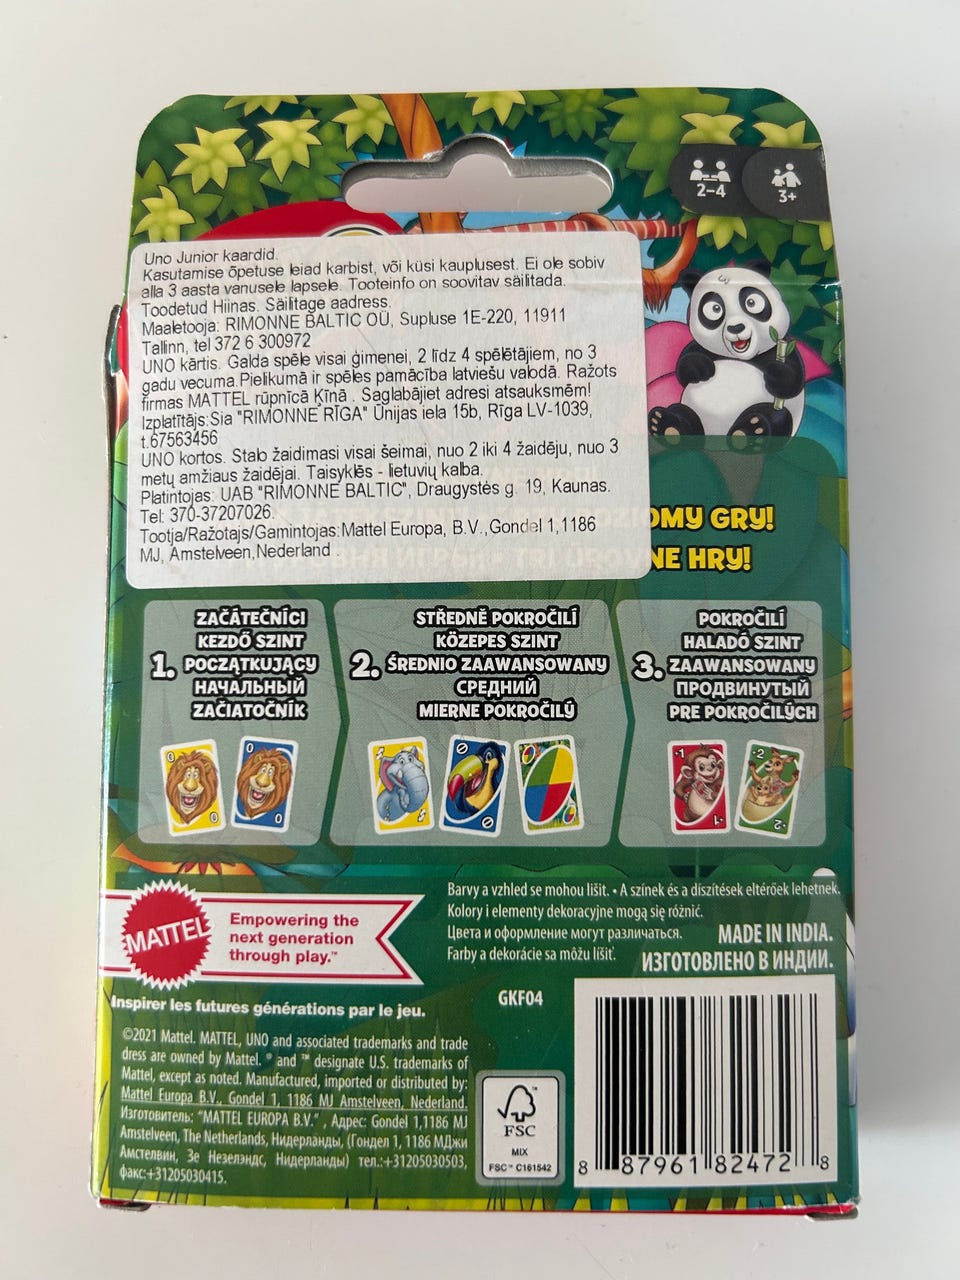 2-4
3+
Uno Junior kaardid.
Kasutamise õpetuse leiad karbist, või küsi kauplusest. Ei ole sobiv
alla 3 aasta vanusele lapsele. Tooteinfo on soovitav säilitada.
Toodetud Hiinas. Säilitage aadress.
Maaletooja: RIMONNE BALTIC OÜ, Supluse 1E-220, 11911
Tallinn, tel 372 6 300972
UNO kārtis. Galda spēle visai ģimenei, 2 līdz 4 spēlētājiem, no 3
gadu vecuma.Pielikumā ir spēles pamācība latviešu valodā. Ražots
firmas MATTEL rūpnīcā Ķīnā . Saglabājiet adresi atsauksmēm!
Izplatītājs:Sia "RIMONNE RĪGA" Ūnijas iela 15b, Rīga LV-1039,
t.67563456
UNO kortos. Stalo žaidimasi visai šeimai, nuo 2 iki 4 žaidėju, nuo 3
metų amžiaus žaidėjai. Taisyklės - lietuvių kalba.
Platintojas: UAB "RIMONNE BALTIC", Draugystės g. 19, Kaunas.
Tel: 370-37207026.
Tootja/Ražotajs/Gamintojas:Mattel Europa, B.V.,Gondel 1,1186
MJ, Amstelveen,Nederland .
ZIOMY GRY!
NE HRY!
1. ZAČÁTEČNÍCI
KEZDŐ SZINT
POCZĄTKUJĄCY
НАЧАЛЬНЫЙ
ZAČIATOČNÍK
2. STŘEDNĚ POKROČILÍ
KÖZEPES SZINT
ŚREDNIO ZAAWANSOWANY
СРЕДНИЙ
MIERNE POKROČILÝ
3. POKROČILÍ
HALADÓ SZINT
ZAAWANSOWANY
ПРОДВИНУТЫЙ
PRE POKROČILÝCH
0 0
0 0
+1 +1
+2 +2
MATTEL
Empowering the
next generation
through play.™
Inspirer les futures générations par le jeu.
Barvy a vzhled se mohou lišit. • A színek és a díszítések eltérőek lehetnek.
Kolory i elementy dekoracyjne mogą się różnić.
Цвета и оформление могут различаться.
Farby a dekorácie sa môžu líšiť.
MADE IN INDIA.
ИЗГОТОВЛЕНО В ИНДИИ.
GKF04
©2021 Mattel. MATTEL, UNO and associated trademarks and trade
dress are owned by Mattel. ® and ™ designate U.S. trademarks of
Mattel, except as noted. Manufactured, imported or distributed by:
Mattel Europa B.V., Gondel 1, 1186 MJ Amstelveen, Nederland.
Изготовитель: “MATTEL EUROPA B.V.” , Адрес: Gondel 1,1186 MJ
Amstelveen, The Netherlands, Нидерланды, (Гондел 1, 1186 МДжи
Амстелвин, Зе Незелэндс, Нидерланды) тел.:+31205030503,
факс:+31205030415.
FSC
MIX
FSC™ C161542
8 87961 82472 8